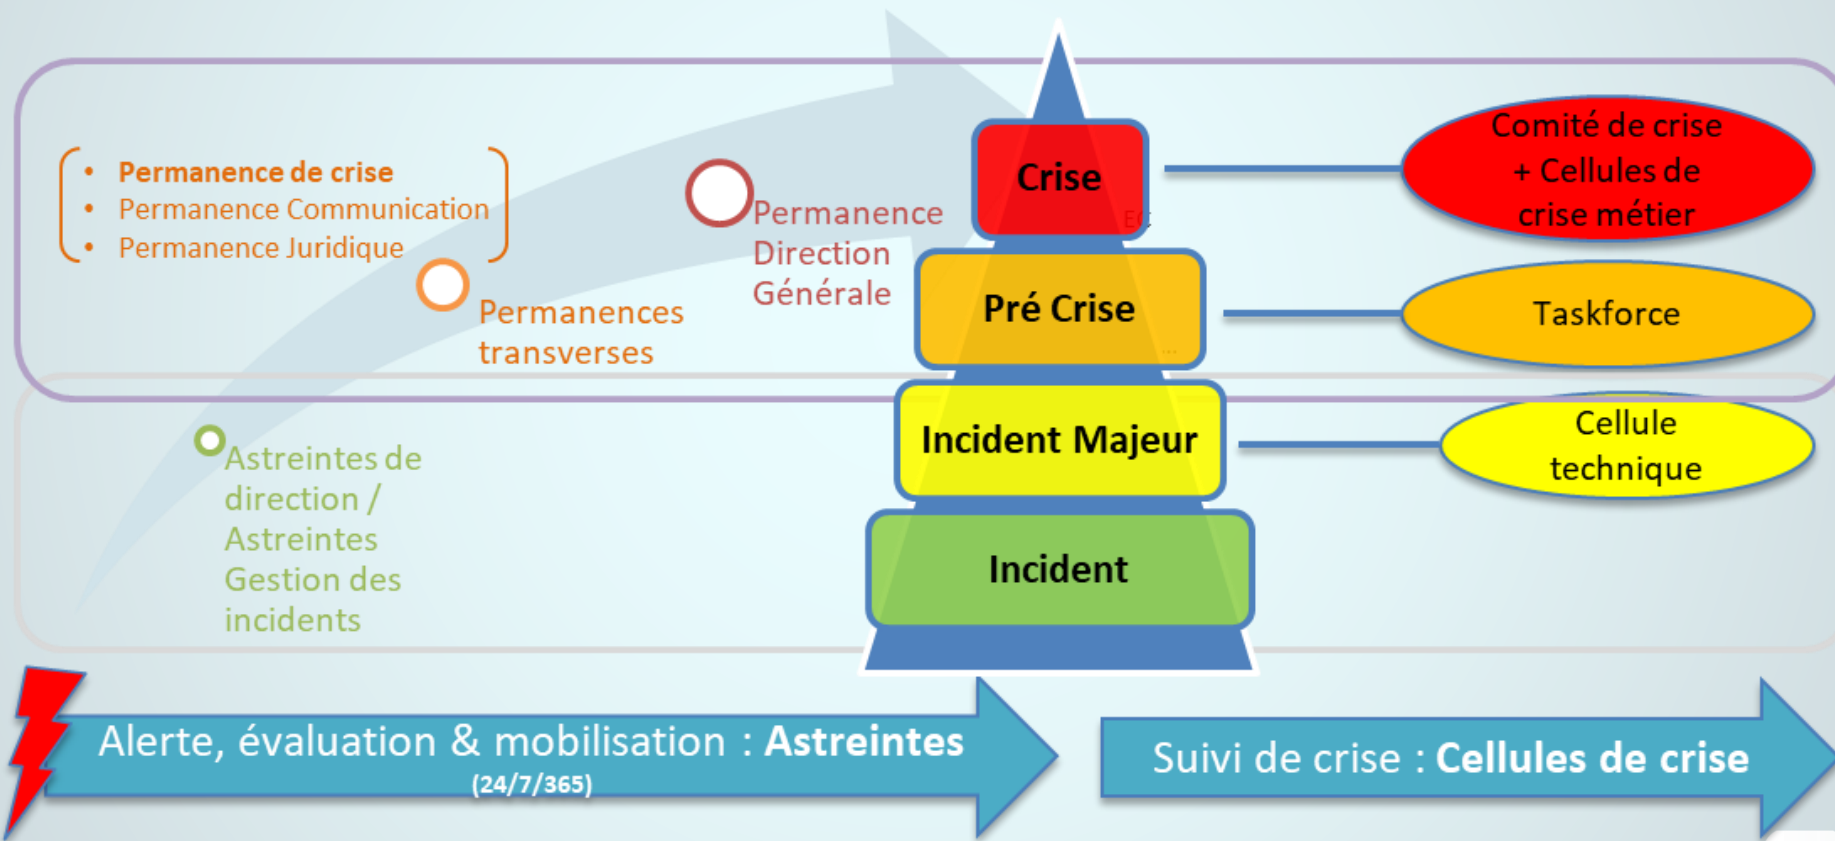 • Permanence de crise
• Permanence Communication
• Permanence Juridique
Permanences
transverses
Permanence
Direction
Générale
Astreintes de
direction /
Astreintes
Gestion des
incidents
Crise
EC
Pré Crise
...
Incident Majeur
Incident
Comité de crise
+ Cellules de
crise métier
Taskforce
Cellule
technique
Alerte, évaluation & mobilisation : Astreintes
(24/7/365)
Suivi de crise : Cellules de crise